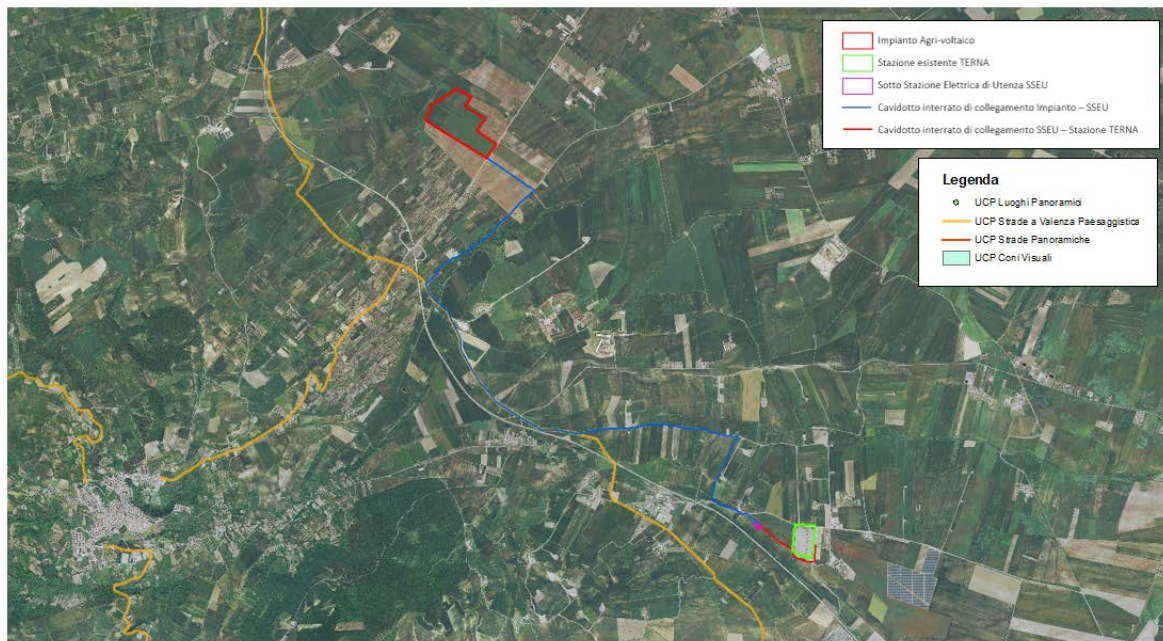 Impianto Agri-voltaico
Stazione esistente TERNA
Sotto Stazione Elettrica di Utenza SSEU
Cavidotto interrato di collegamento Impianto – SSEU
Cavidotto interrato di collegamento SSEU – Stazione TERNA
Legenda
UCP Luoghi Panoramici
UCP Strade a Valenza Paesaggistica
UCP Strade Panoramiche
UCP Coni Visuali